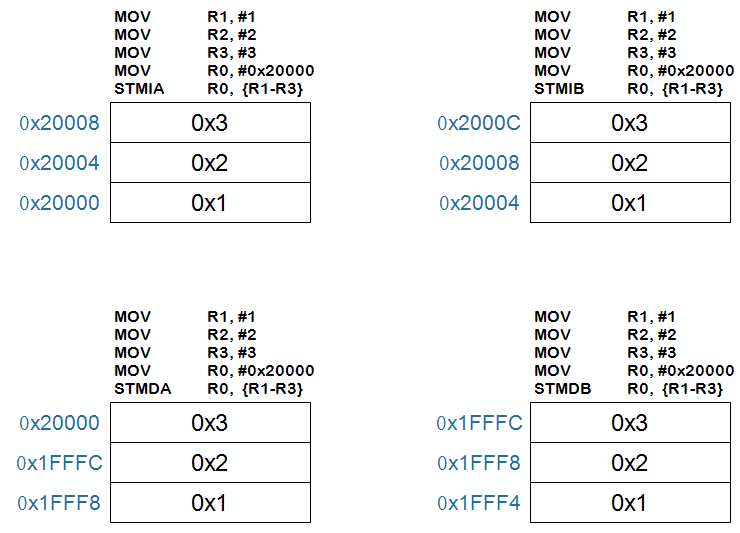 MOV R1, #1
MOV R2, #2
MOV R3, #3
MOV R0, #0x20000
STMIA R0, {R1-R3}
0x20008 0x3
0x20004 0x2
0x20000 0x1
MOV R1, #1
MOV R2, #2
MOV R3, #3
MOV R0, #0x20000
STMIB R0, {R1-R3}
0x2000C 0x3
0x20008 0x2
0x20004 0x1
MOV R1, #1
MOV R2, #2
MOV R3, #3
MOV R0, #0x20000
STMDA R0, {R1-R3}
0x20000 0x3
0x1FFFC 0x2
0x1FFF8 0x1
MOV R1, #1
MOV R2, #2
MOV R3, #3
MOV R0, #0x20000
STMDB R0, {R1-R3}
0x1FFFC 0x3
0x1FFF8 0x2
0x1FFF4 0x1